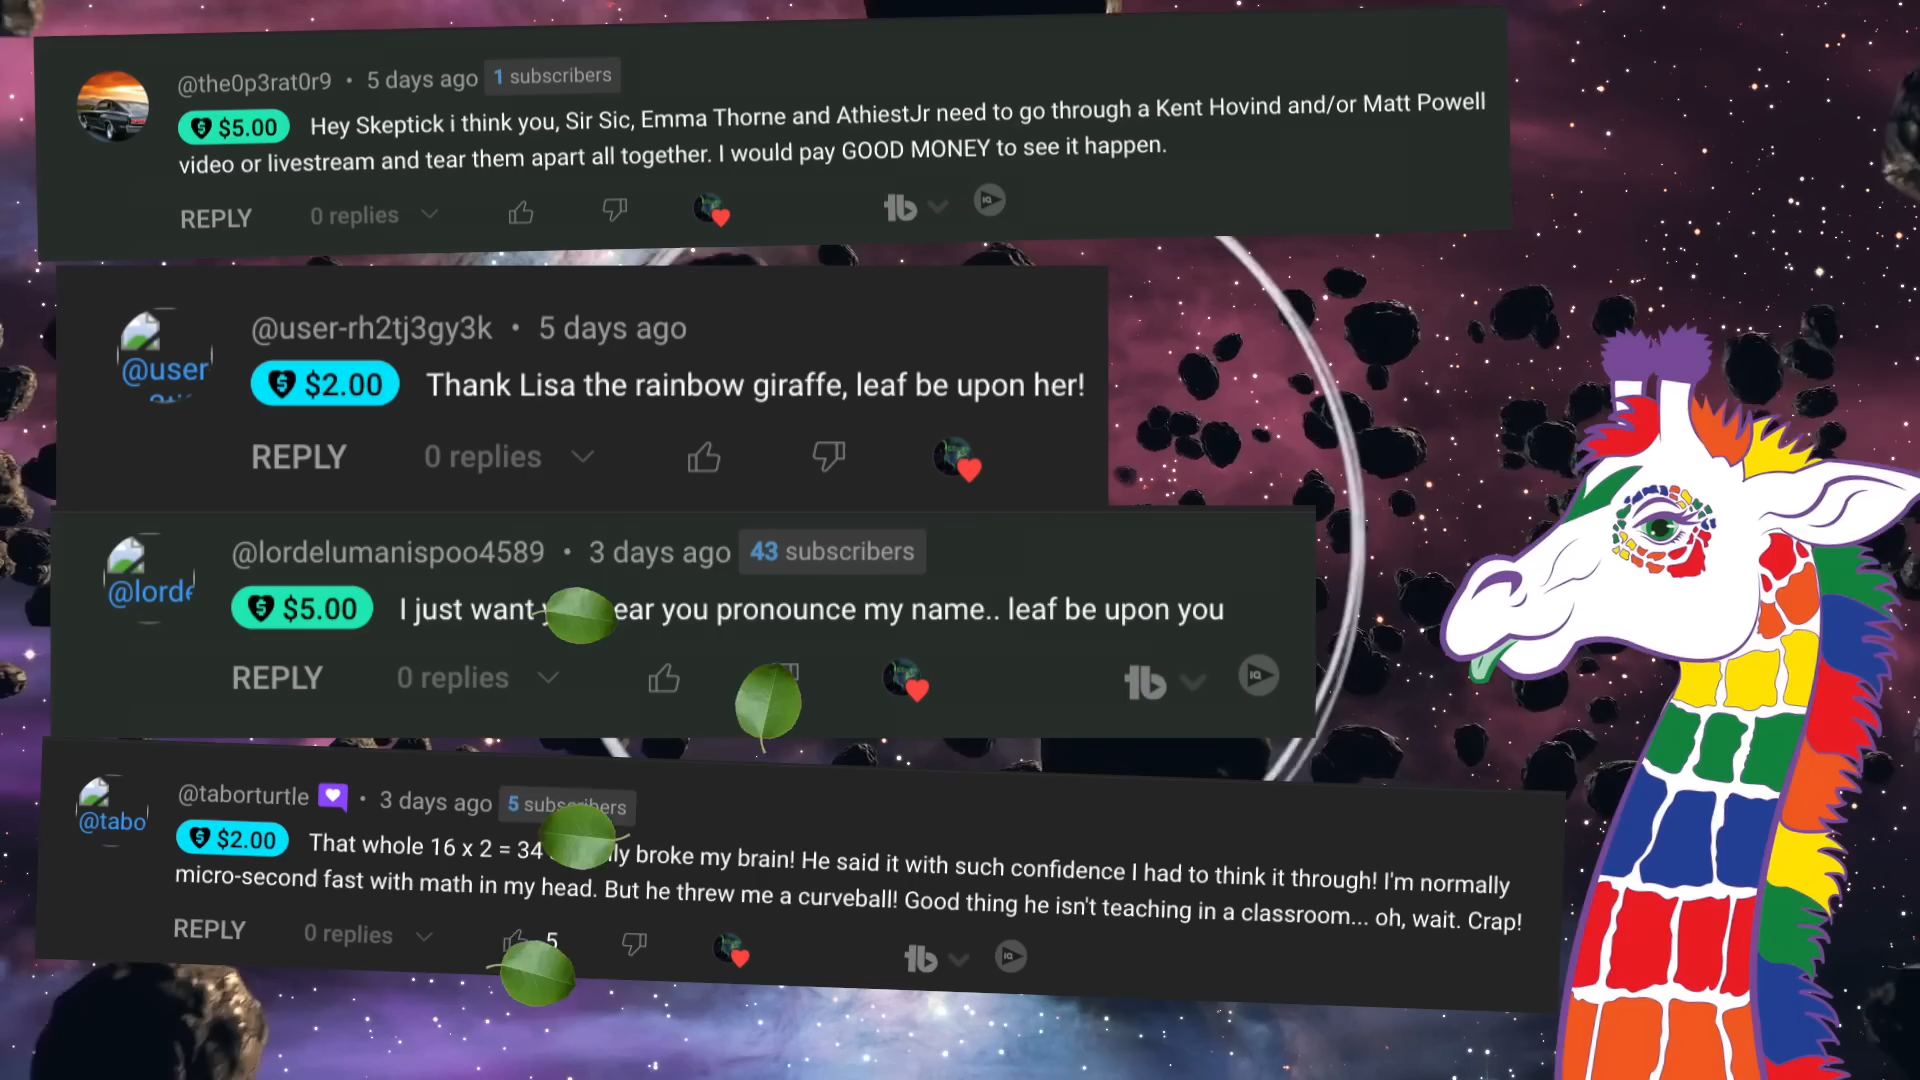 @the0p3rat0r9 • 5 days ago 1 subscribers
$5.00 Hey Skeptick i think you, Sir Sic, Emma Thorne and AthiestJr need to go through a Kent Hovind and/or Matt Powell
video or livestream and tear them apart all together. I would pay GOOD MONEY to see it happen.
REPLY 0 replies tb IQ
@user-rh2tj3gy3k • 5 days ago
@user
$2.00 Thank Lisa the rainbow giraffe, leaf be upon her!
REPLY 0 replies
@lordelumanispoo4589 • 3 days ago 43 subscribers
@lorde
$5.00 I just want ear you pronounce my name.. leaf be upon you
REPLY 0 replies tb IQ
@taborturtle • 3 days ago 5 subscribers
@tabo
$2.00 That whole 16 x 2 = 34 ly broke my brain! He said it with such confidence I had to think it through! I'm normally
micro-second fast with math in my head. But he threw me a curveball! Good thing he isn't teaching in a classroom... oh, wait. Crap!
REPLY 0 replies 5 tb IQ